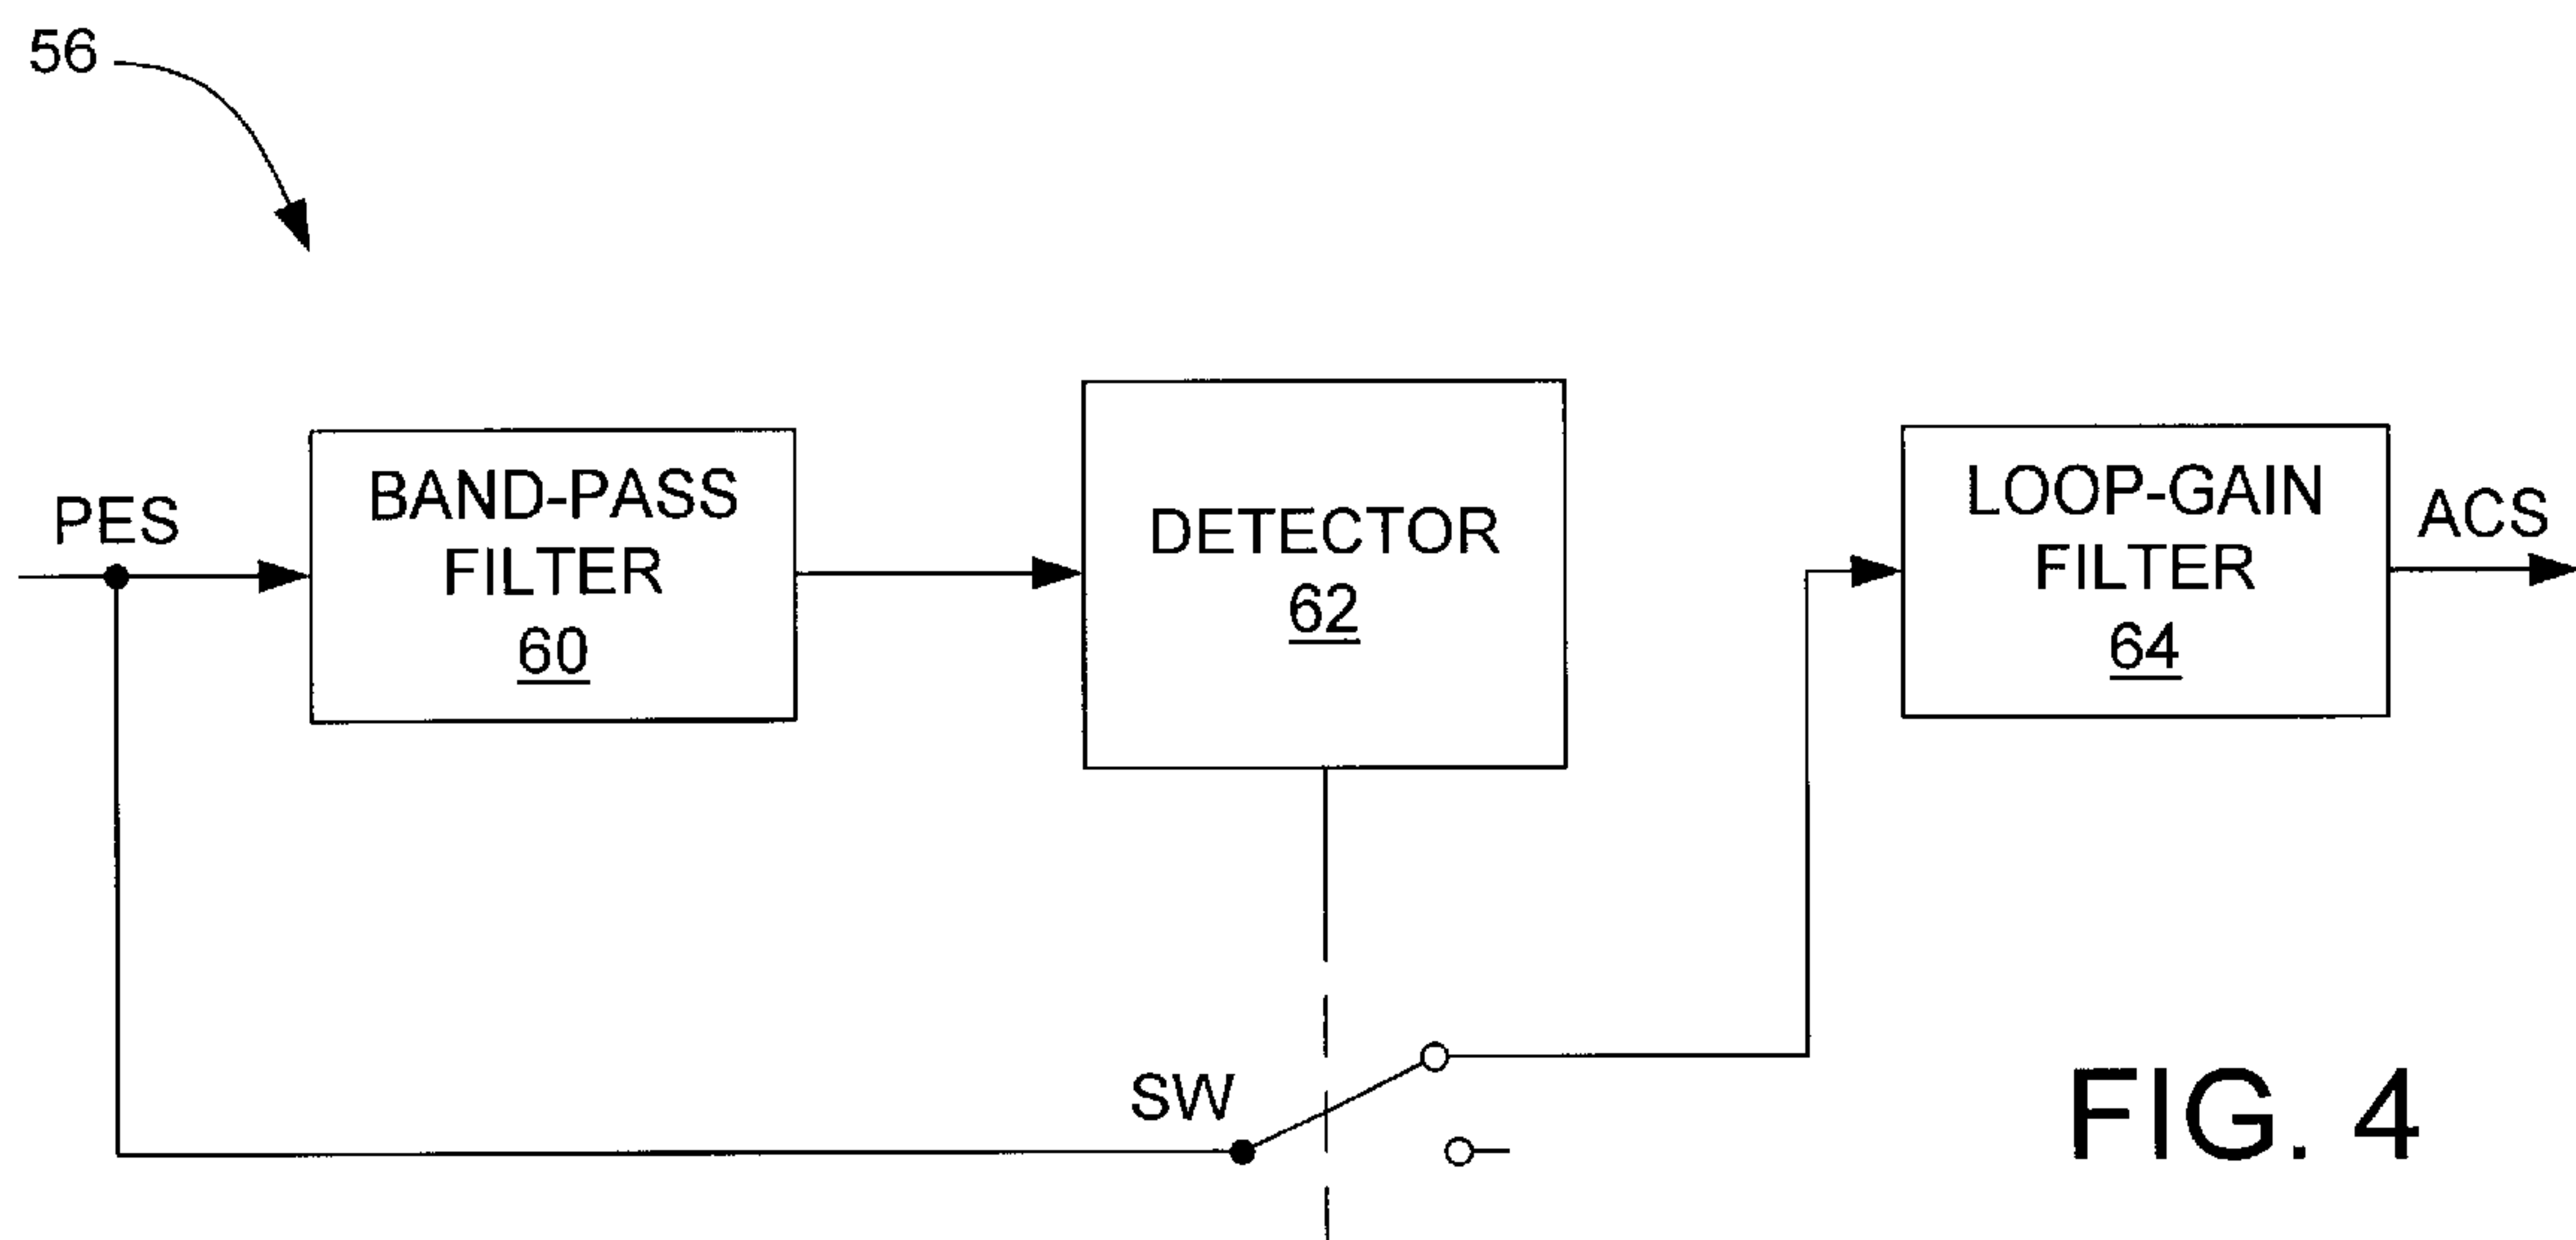 56
PES
BAND-PASS
FILTER
60
DETECTOR
62
LOOP-GAIN
FILTER
64
ACS
SW
FIG. 4